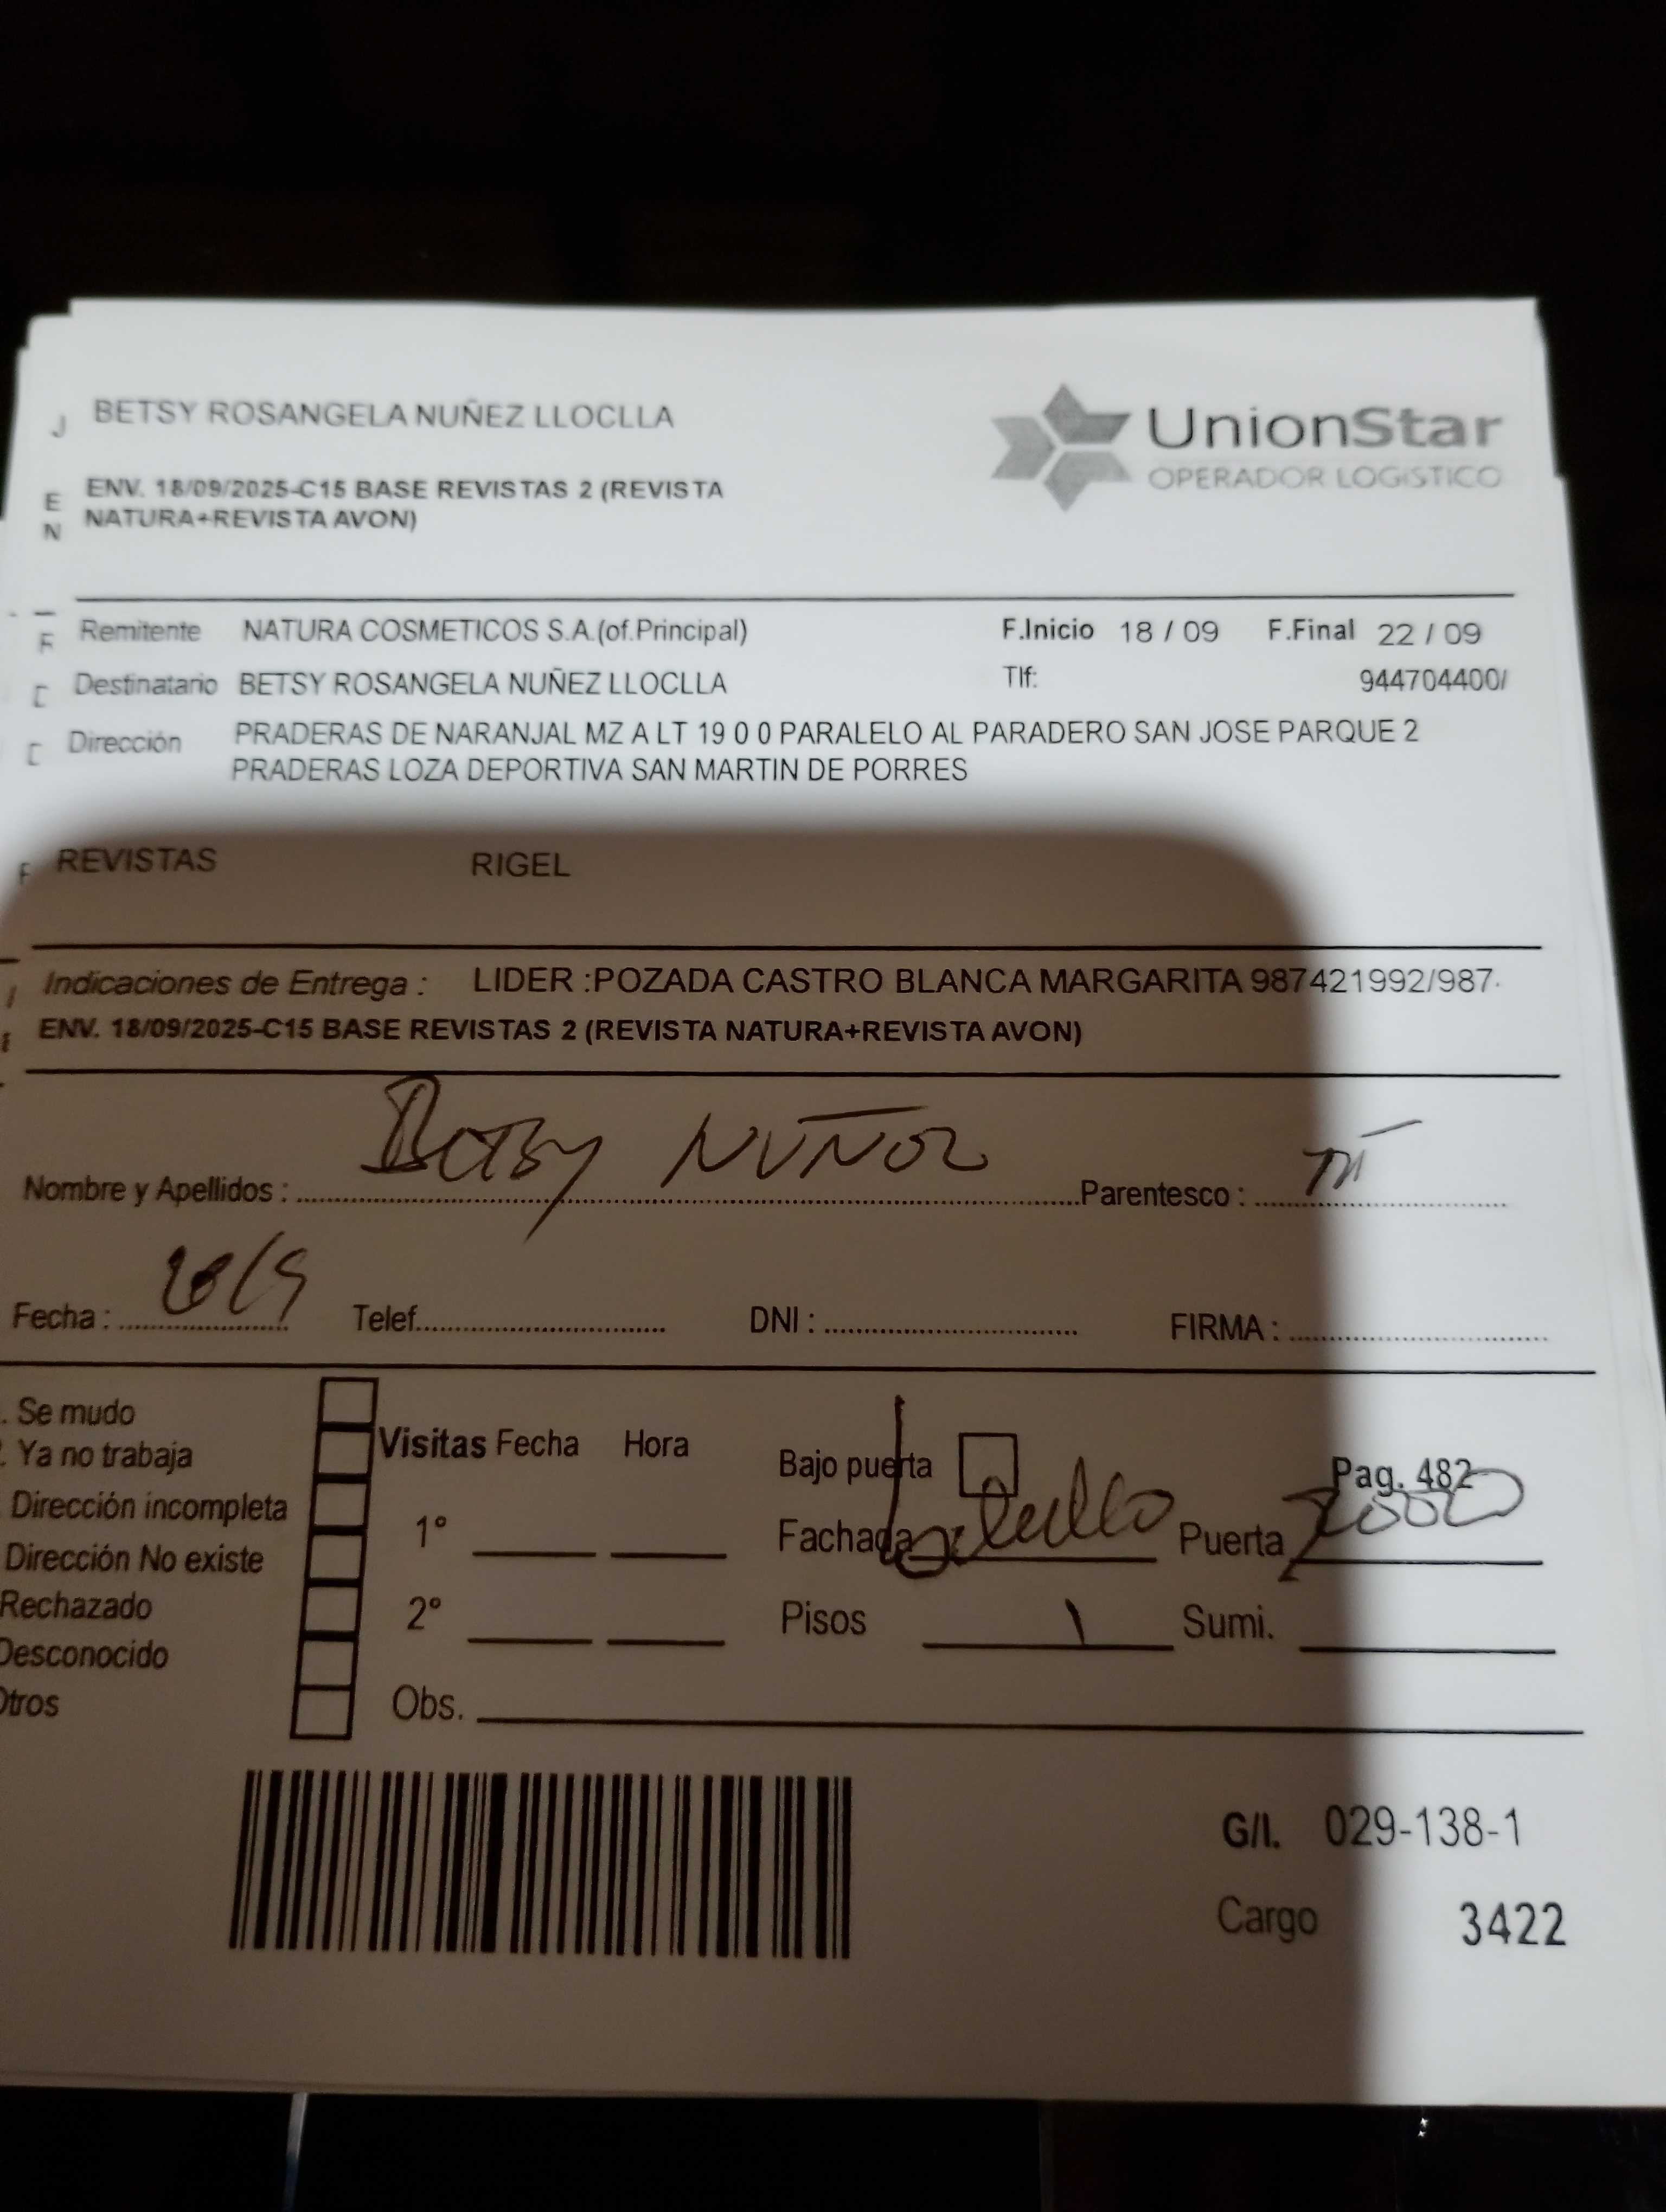 J BETSY ROSANGELA NUÑEZ LLOCLLA
UnionStar
OPERADOR LOGISTICO
E ENV. 18/09/2025-C15 BASE REVISTAS 2 (REVISTA
N NATURA+REVISTA AVON)
Remitente NATURA COSMETICOS S.A.(of.Principal) F.Inicio 18 / 09 F.Final 22 / 09
Destinatario BETSY ROSANGELA NUÑEZ LLOCLLA Tlf: 944704400/
Dirección PRADERAS DE NARANJAL MZ A LT 19 0 0 PARALELO AL PARADERO SAN JOSE PARQUE 2
PRADERAS LOZA DEPORTIVA SAN MARTIN DE PORRES
REVISTAS RIGEL
Indicaciones de Entrega : LIDER :POZADA CASTRO BLANCA MARGARITA 987421992/987
ENV. 18/09/2025-C15 BASE REVISTAS 2 (REVISTA NATURA+REVISTA AVON)
Nombre y Apellidos : BETSY NUÑEZ Parentesco :
Fecha : Telef. DNI : FIRMA :
Se mudo
Ya no trabaja Visitas Fecha Hora Bajo puerta Pag. 482
Dirección incompleta 1° Fachada Puerta
Dirección No existe
Rechazado 2° Pisos 1 Sumi.
Desconocido
Otros Obs.
G/I. 029-138-1
Cargo 3422